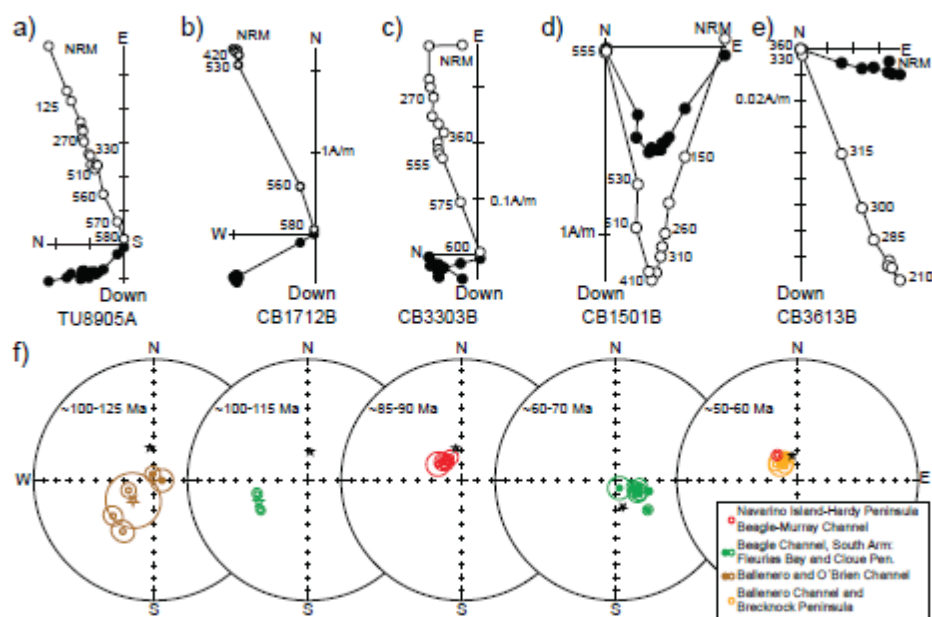 a)
E
NRM
125
270
330
510
560
570
580
N
S
Down
TU8905A
b)
NRM
N
420
530
1A/m
560
580
W
Down
CB1712B
c)
E
NRM
270
360
555
0.1A/m
575
600
N
Down
CB3303B
d)
N
NRM
555
E
150
530
510
1A/m
260
310
410
Down
CB1501B
e)
N
360
E
330
NRM
0.02A/m
315
300
285
210
Down
CB3613B
f)
N
N
N
N
N
~100-125 Ma
~100-115 Ma
~85-90 Ma
~60-70 Ma
~50-60 Ma
W
E
S
S
S
S
Navarino Island-Hardy Peninsula
Beagle-Murray Channel
Beagle Channel, South Arm:
Fleuriais Bay and Cloue Pen.
Ballenero and O´Brien Channel
Ballenero Channel and
Brecknock Peninsula